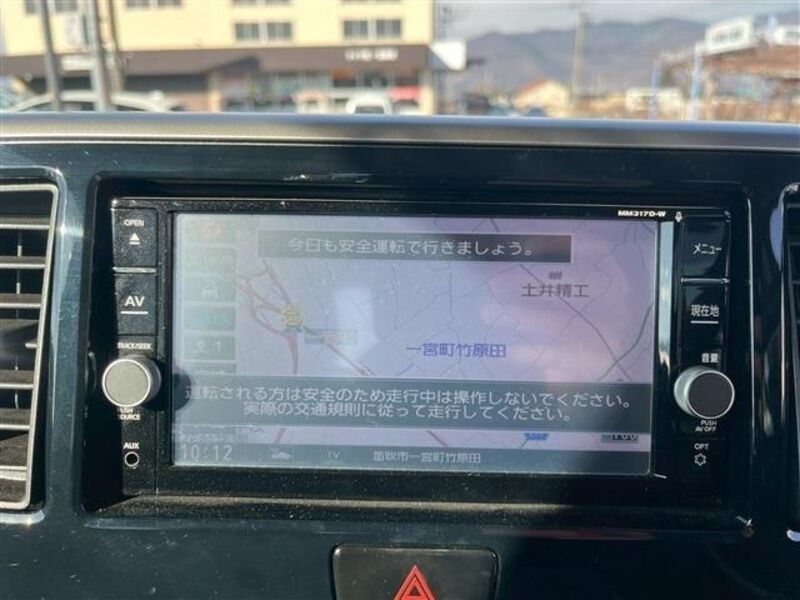 MM317D-W
OPEN
今日も安全運転で行きましょう。
メニュー
土井精工
AV
現在地
TRACK/SEEK
一宮町竹原田
音量
運転される方は安全のため走行中は操作しないでください。
実際の交通規則に従って走行してください。
PUSH
SOURCE
PUSH
AV OFF
AUX
OPT
10:12
TV
笛吹市一宮町竹原田